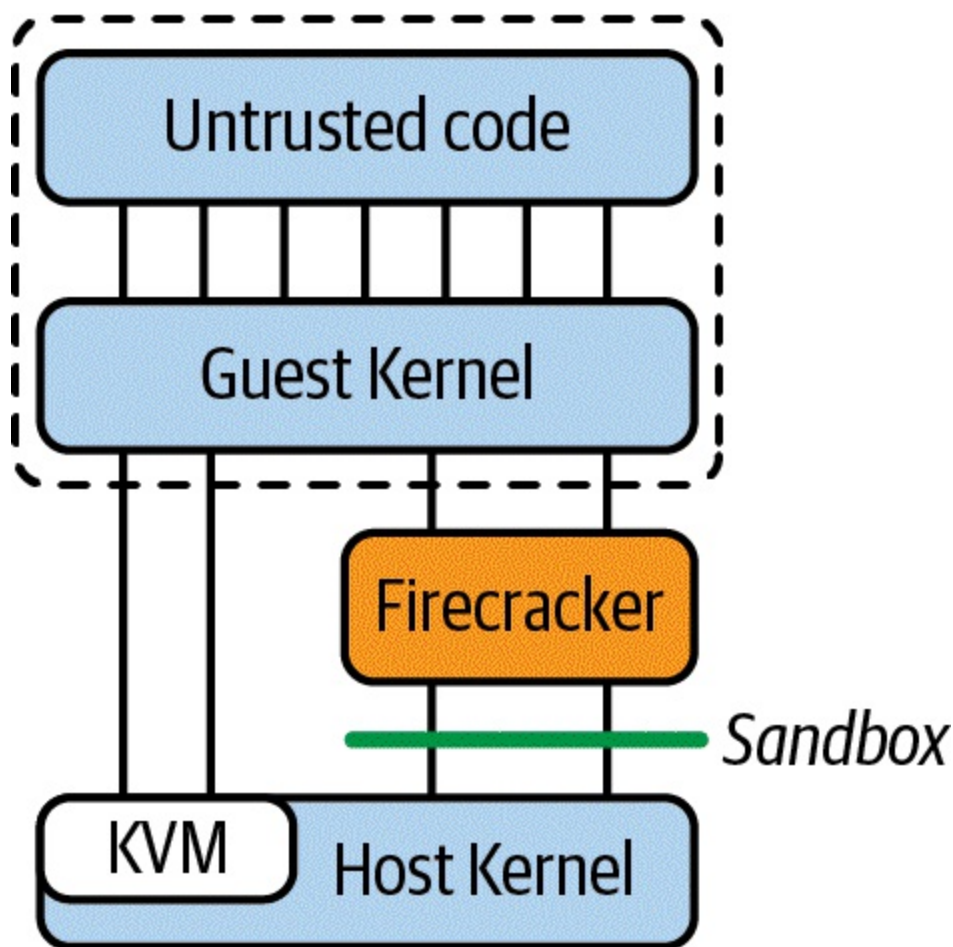 Untrusted code
Guest Kernel
Firecracker
Sandbox
KVM
Host Kernel